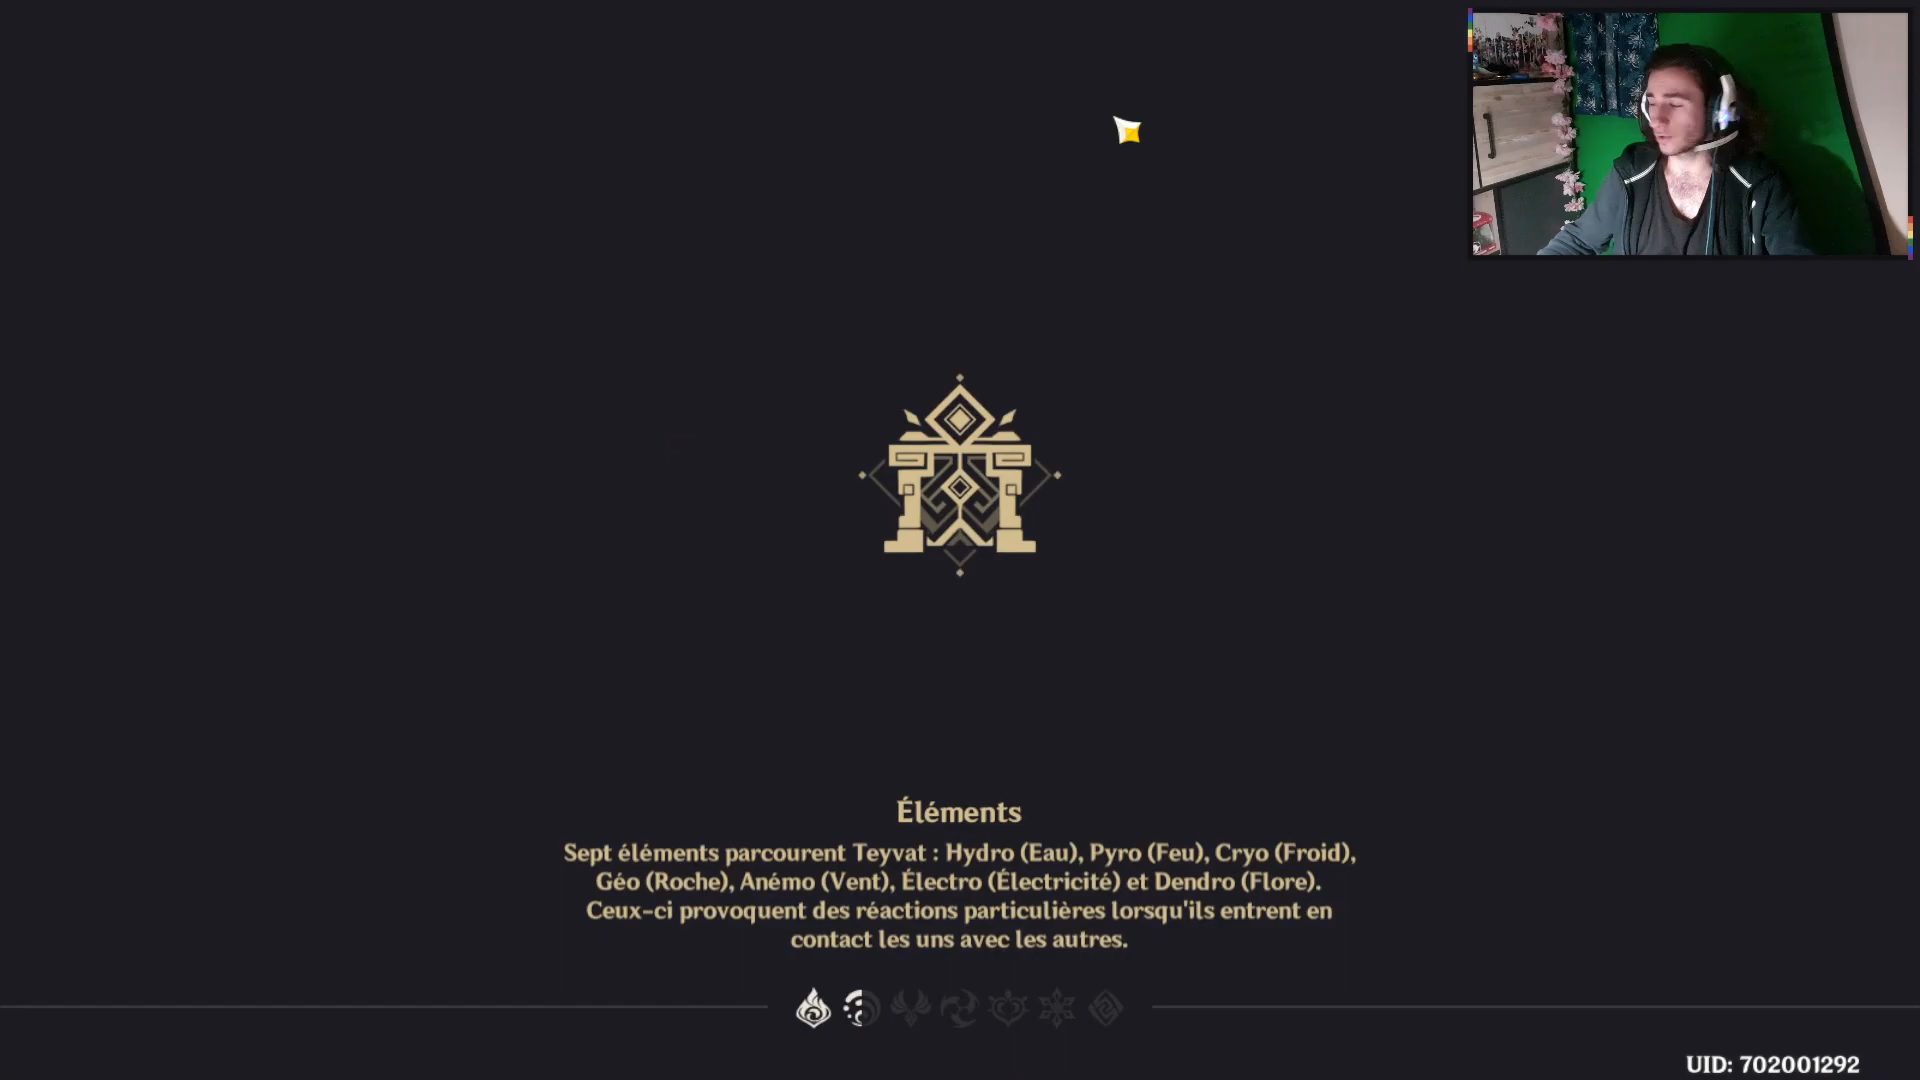 Éléments
Sept éléments parcourent Teyvat : Hydro (Eau), Pyro (Feu), Cryo (Froid),
Géo (Roche), Anémo (Vent), Électro (Électricité) et Dendro (Flore).
Ceux-ci provoquent des réactions particulières lorsqu'ils entrent en
contact les uns avec les autres.
UID: 702001292